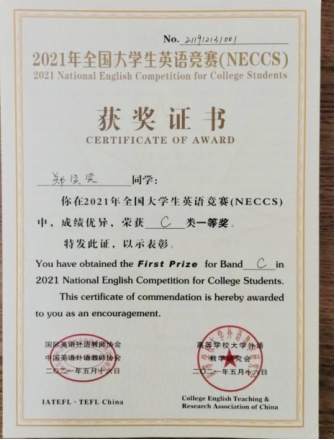 No. 211912131001
2021年全国大学生英语竞赛(NECCS)
2021 National English Competition for College Students
获奖证书
CERTIFICATE OF AWARD
同学：
你在2021年全国大学生英语竞赛(NECCS)
中，成绩优异，荣获 C 类一等奖。
特发此证，以示表彰。
You have obtained the First Prize for Band C in
2021 National English Competition for College Students.
This certificate of commendation is hereby awarded
to you as an encouragement.
国际英语外语教师协会
中国英语外语教师协会
二〇二一年五月十六日
IATEFL · TEFL China
高等学校大学外语
教学研究会
二〇二一年五月十六日
College English Teaching &
Research Association of China